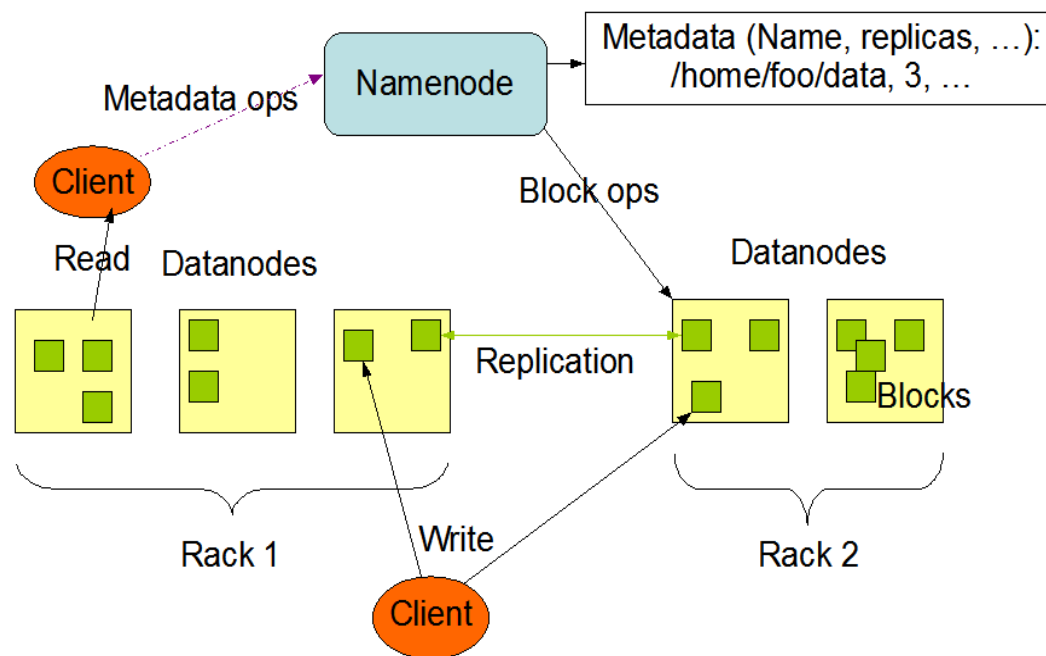 Metadata (Name, replicas, …):
/home/foo/data, 3, …
Namenode
Metadata ops
Client
Block ops
Read
Datanodes
Datanodes
Replication
Blocks
Rack 1
Write
Rack 2
Client